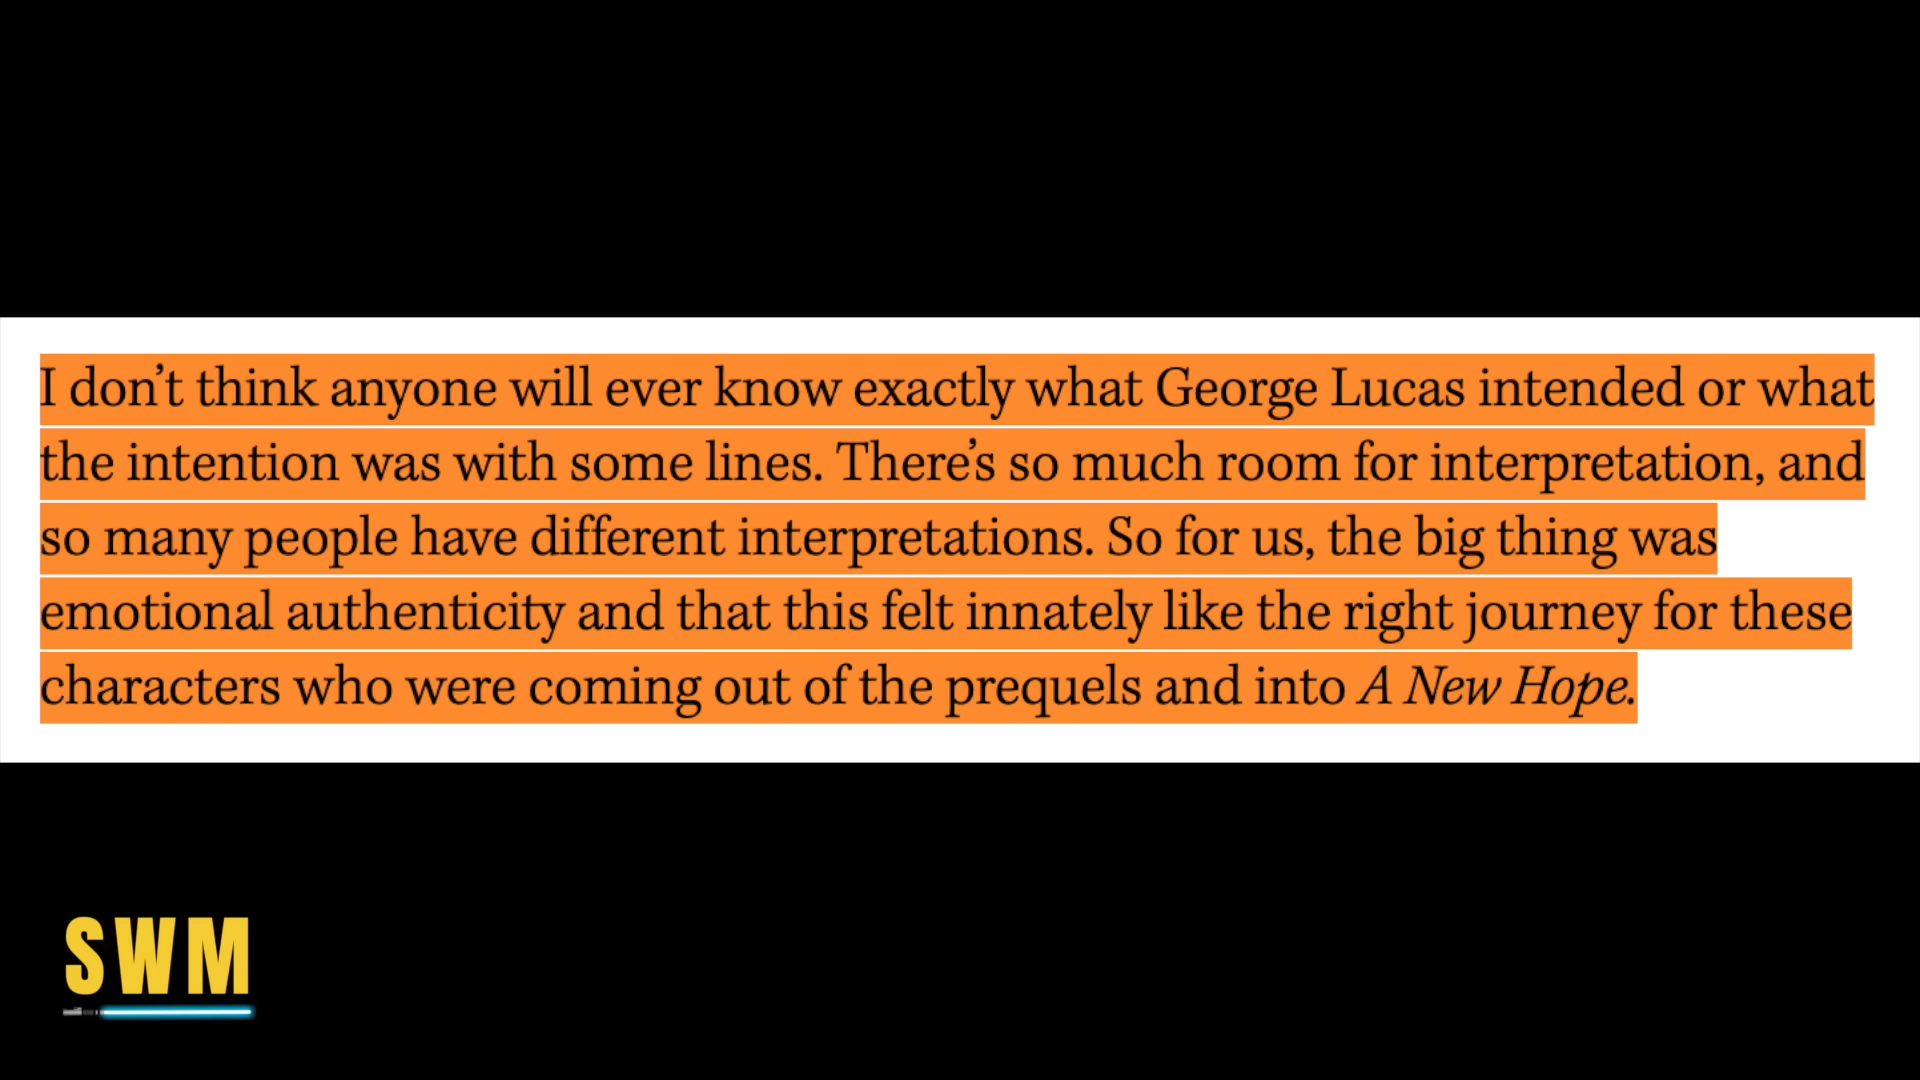 I don’t think anyone will ever know exactly what George Lucas intended or what
the intention was with some lines. There’s so much room for interpretation, and
so many people have different interpretations. So for us, the big thing was
emotional authenticity and that this felt innately like the right journey for these
characters who were coming out of the prequels and into A New Hope.
SWM